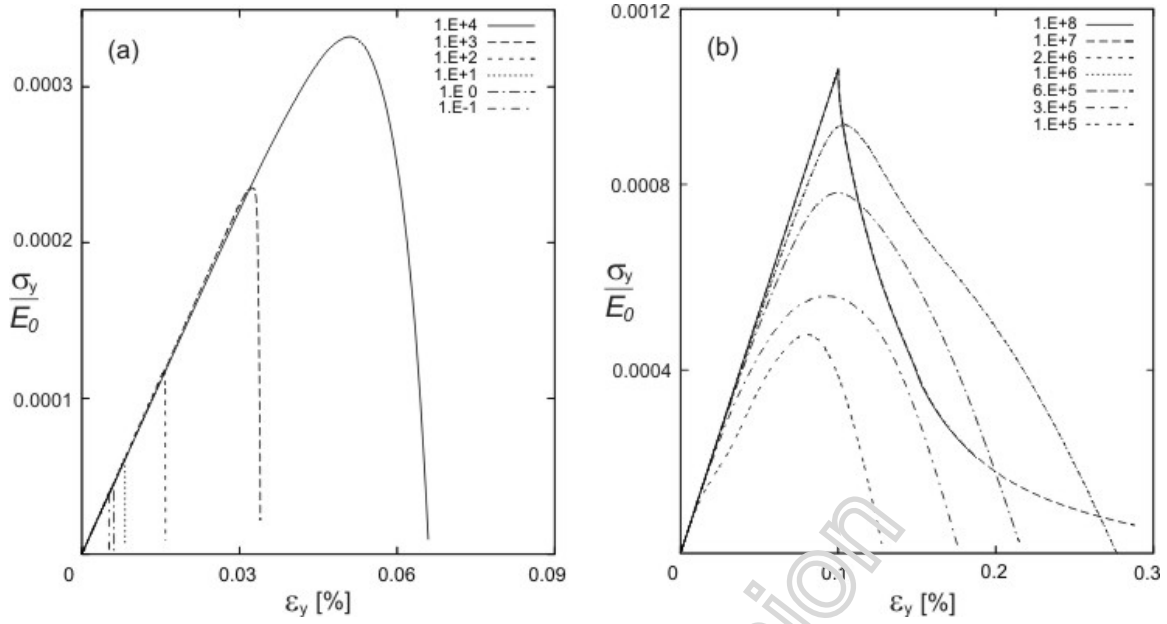 (a)
1.E+4
1.E+3
1.E+2
1.E+1
1.E 0
1.E-1
0.0003
0.0002
0.0001
σy
E0
0
0.03
0.06
0.09
εy [%]
(b)
1.E+8
1.E+7
2.E+6
1.E+6
6.E+5
3.E+5
1.E+5
0.0012
0.0008
0.0004
σy
E0
0
0.1
0.2
0.3
εy [%]
sion